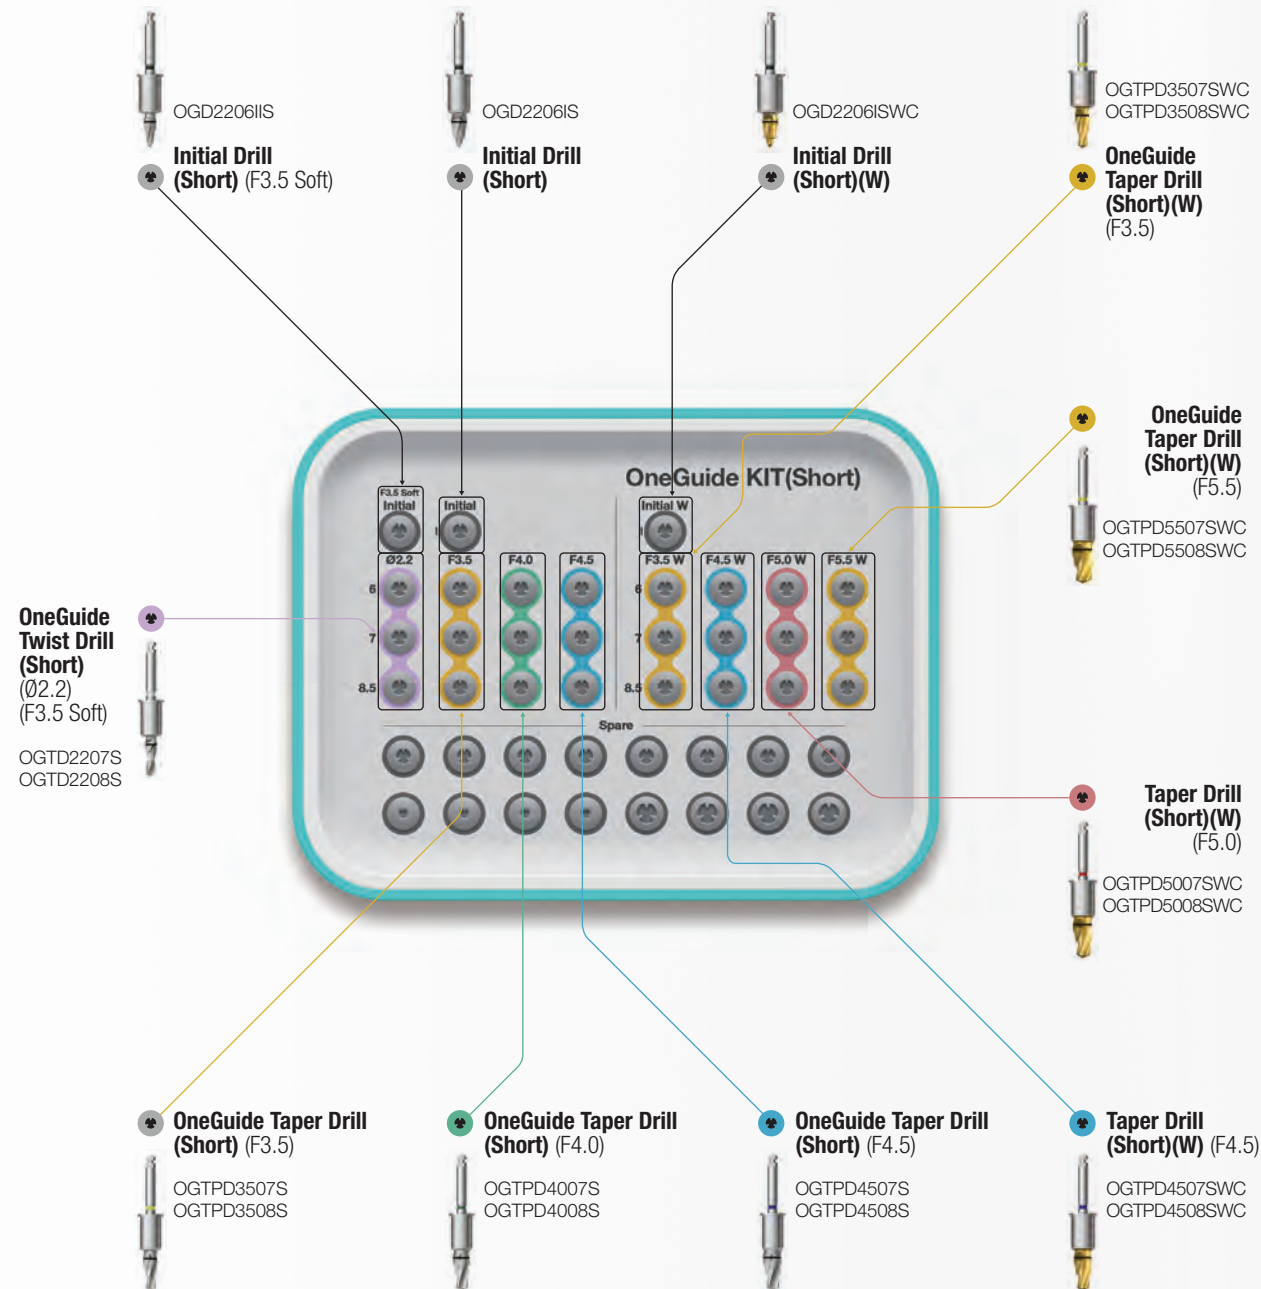 OGD2206IIS
Initial Drill
(Short) (F3.5 Soft)
OGD2206IS
Initial Drill
(Short)
OGD2206ISWC
Initial Drill
(Short)(W)
OGTPD3507SWC
OGTPD3508SWC
OneGuide
Taper Drill
(Short)(W)
(F3.5)
OneGuide
Taper Drill
(Short)(W)
(F5.5)
OGTPD5507SWC
OGTPD5508SWC
OneGuide KIT(Short)
F3.5 Soft
Initial
Initial
Initial W
Ø2.2
F3.5
F4.0
F4.5
F3.5 W
F4.5 W
F5.0 W
F5.5 W
6
6
7
7
8.5
8.5
Spare
OneGuide
Twist Drill
(Short)
(Ø2.2)
(F3.5 Soft)
OGTD2207S
OGTD2208S
Taper Drill
(Short)(W)
(F5.0)
OGTPD5007SWC
OGTPD5008SWC
OneGuide Taper Drill
(Short) (F3.5)
OGTPD3507S
OGTPD3508S
OneGuide Taper Drill
(Short) (F4.0)
OGTPD4007S
OGTPD4008S
OneGuide Taper Drill
(Short) (F4.5)
OGTPD4507S
OGTPD4508S
Taper Drill
(Short)(W) (F4.5)
OGTPD4507SWC
OGTPD4508SWC